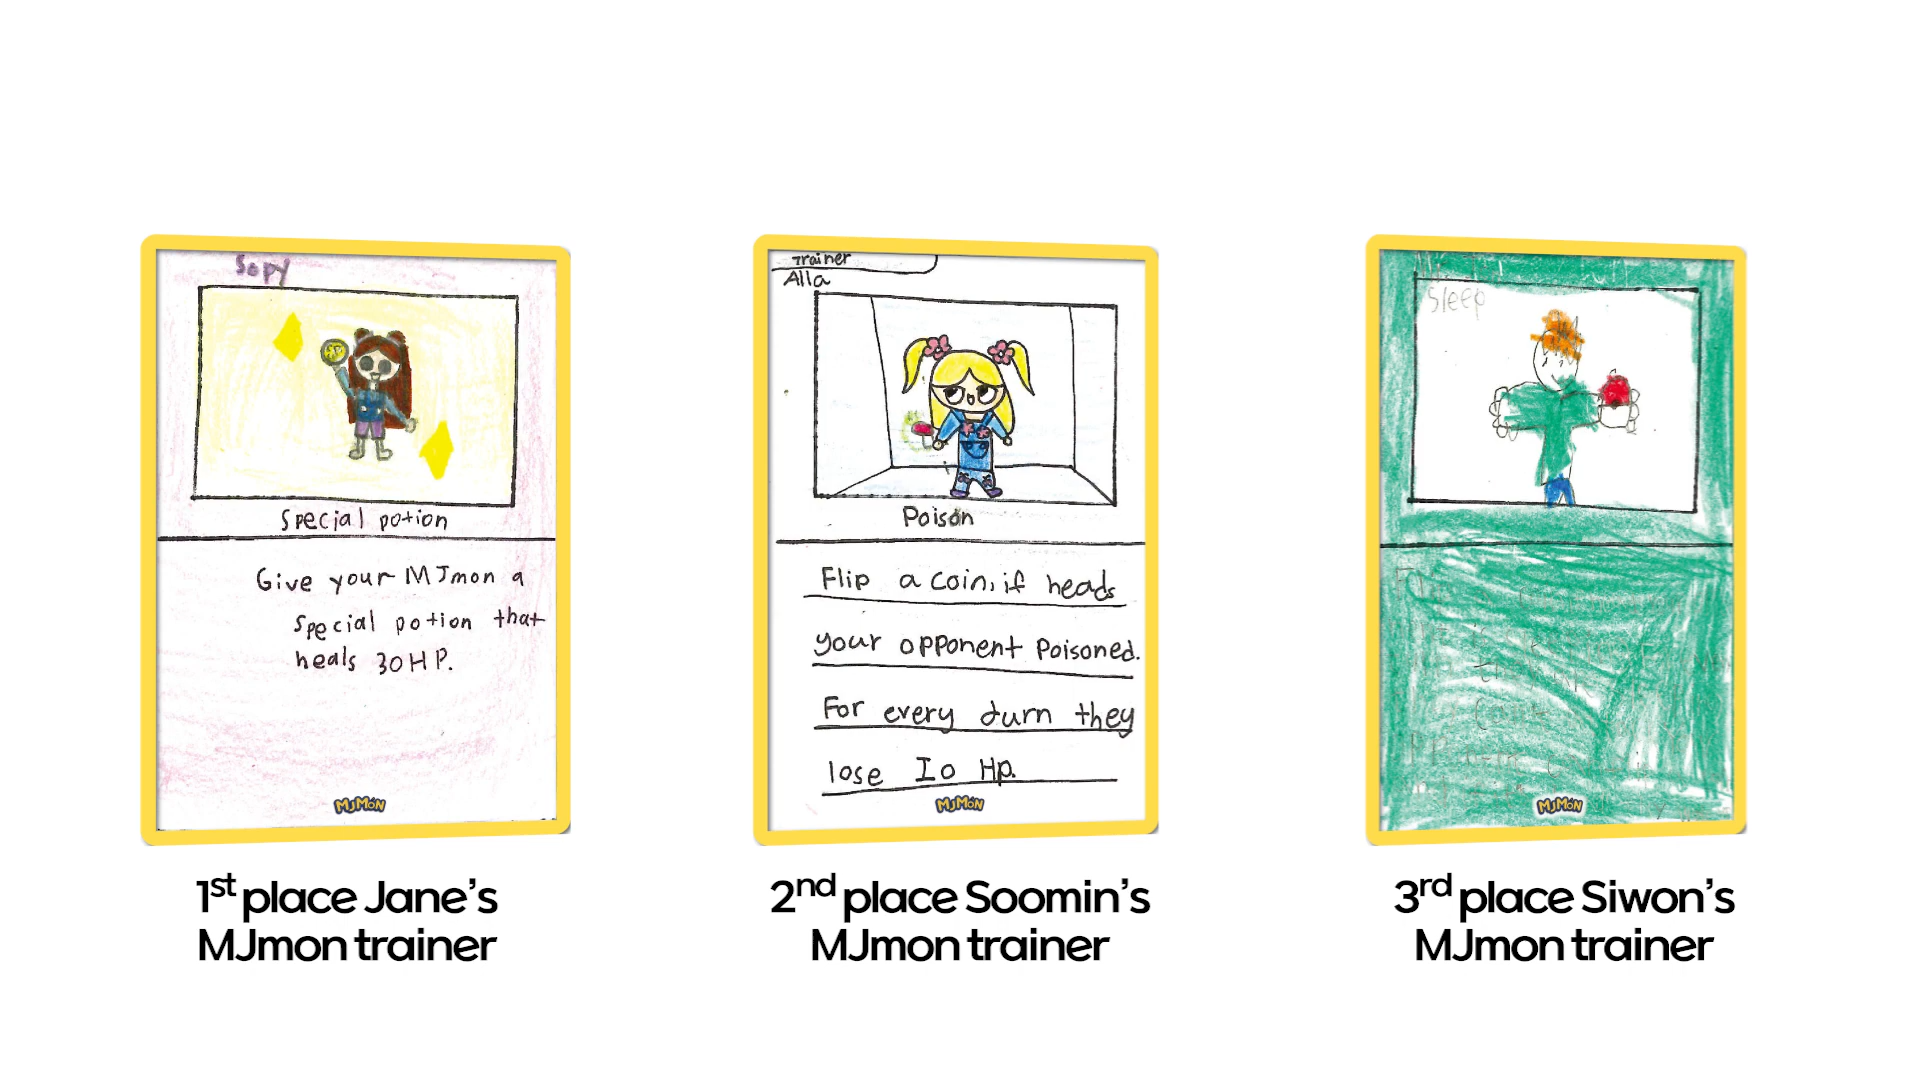 Sopy
Special potion
Give your MJmon a
special potion that
heals 30HP.
MJMON
1st place Jane's
MJmon trainer
Trainer
Alla
Poison
Flip a coin, if heads
your opponent Poisoned.
For every turn they
lose 10 Hp.
MJMON
2nd place Soomin's
MJmon trainer
Sleep
MJMON
3rd place Siwon's
MJmon trainer